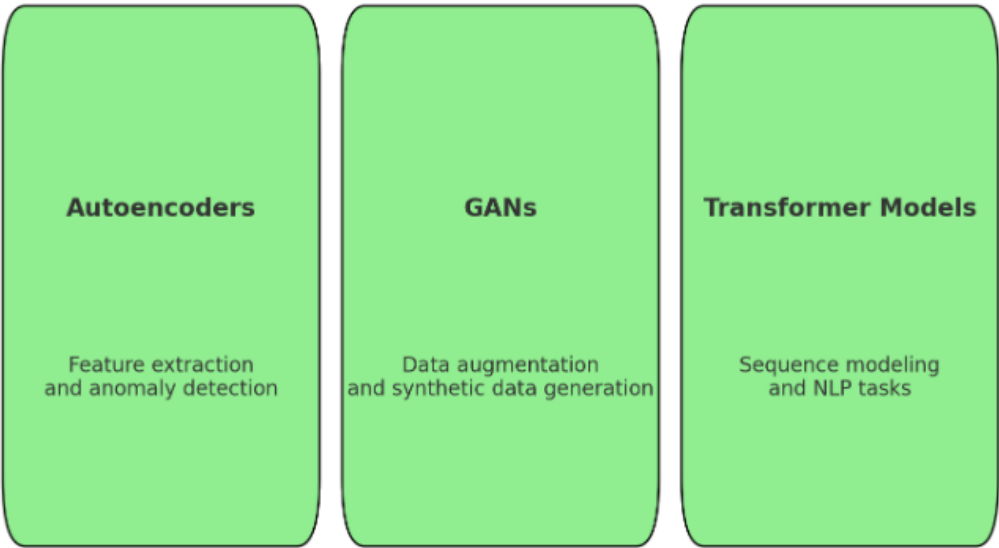 Autoencoders
Feature extraction
and anomaly detection
GANs
Data augmentation
and synthetic data generation
Transformer Models
Sequence modeling
and NLP tasks